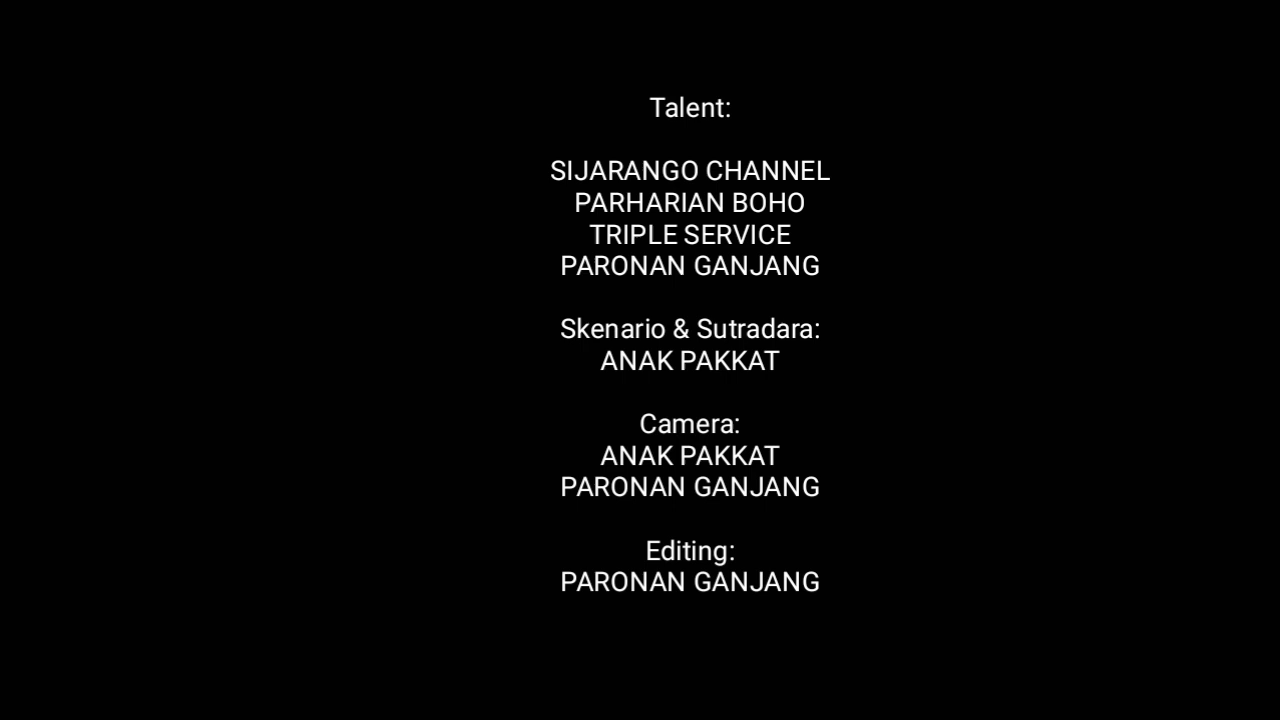 Talent:
SIJARANGO CHANNEL
PARHARIAN BOHO
TRIPLE SERVICE
PARONAN GANJANG
Skenario & Sutradara:
ANAK PAKKAT
Camera:
ANAK PAKKAT
PARONAN GANJANG
Editing:
PARONAN GANJANG